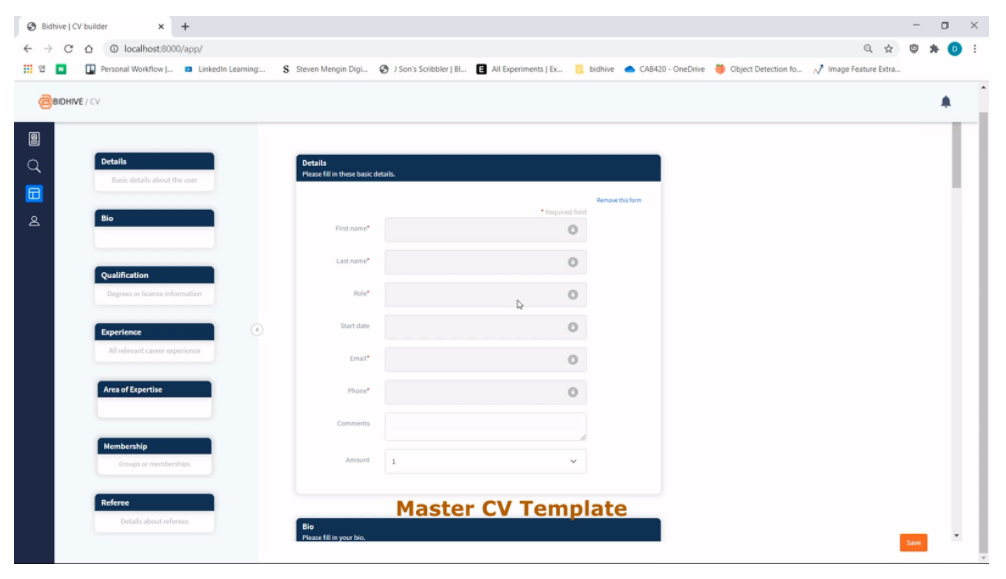 Bidhive | CV builder
localhost:8000/app/
앱
Personal Workflow |...
LinkedIn Learning:...
Steven Mengin Digi...
J Son's Scribbler | Bl...
All Experiments | Ex...
bidhive
CAB420 - OneDrive
Object Detection fo...
Image Feature Extra...
D
BIDHIVE / CV
Details
Basic details about the user
Bio
Qualification
Degrees or license information
Experience
All relevant career experience
Area of Expertise
Membership
Groups or memberships
Referee
Details about referees
Details
Please fill in these basic details.
Remove this form
* Required field
First name*
Last name*
Role*
Start date
Email*
Phone*
Comments
Amount
1
Master CV Template
Bio
Please fill in your bio.
Save